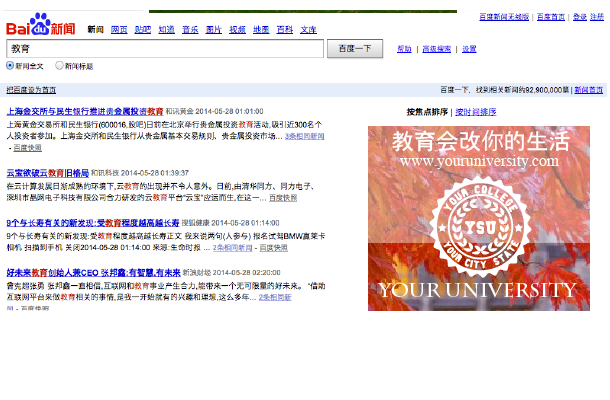 百度新闻无线版 | 百度首页 | 登录 注册
Bai du 新闻 新闻 网页 贴吧 知道 音乐 图片 视频 地图 百科 文库
教育 百度一下 帮助 | 高级搜索 | 设置
新闻全文 新闻标题
把百度设为首页 百度一下，找到相关新闻约92,900,000篇 | 新闻首页
按焦点排序 | 按时间排序
上海金交所与民生银行推进贵金属投资教育 和讯黄金 2014-05-28 01:01:00
上海黄金交易所和民生银行(600016,股吧)日前在北京举行贵金属投资教育活动,吸引近300名个
人投资者参加。上海金交所和民生银行从贵金属基本交易规则、贵金属投资市场... 3条相同新闻
- 百度快照
云宝欲破云教育旧格局 和讯科技 2014-05-28 01:39:37
在云计算发展日渐成熟的环境下,云教育的出现并不令人意外。日前,由清华同方、同方电子、
深圳市品网电子科技有限公司合力研发的云教育平台“云宝”应运而生,在这一... 百度快照
9个与长寿有关的新发现:受教育程度越高越长寿 搜狐健康 2014-05-28 01:14:00
9个与长寿有关的新发现:受教育程度越高越长寿正文 我来说两句(人参与) 报名试驾BMW赢莱卡
相机 扫描到手机 关闭2014-05-28 01:14:00 来源:生命时报 ... 2条相同新闻 - 百度快照
好未来教育创始人兼CEO 张邦鑫:有智慧,有未来 新浪财经 2014-05-28 02:20:00
曾宪超张勇 张邦鑫一直相信,互联网和教育事业产生合力,能带来一个无可限量的好未来。 “借助
互联网平台来做教育相关的事情,是我一开始就有的兴趣和理想,这么多年... 2条相同新
闻 - 百度快照
教育会改你的生活
www.youruniversity.com
YOUR COLLEGE
YSU
YOUR CITY STATE
YOUR UNIVERSITY